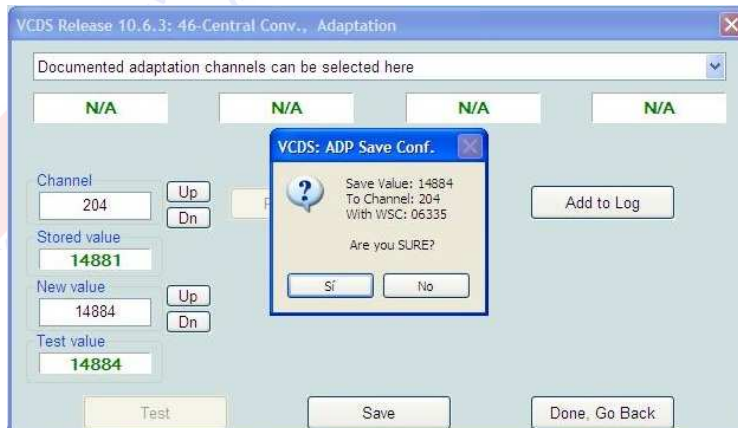 VCDS Release 10.6.3: 46-Central Conv., Adaptation
Documented adaptation channels can be selected here
N/A N/A N/A N/A
VCDS: ADP Save Conf.
Save Value: 14884
To Channel: 204
With WSC: 06335
Are you SURE?
Sí No
Channel
204 Up
Dn
Add to Log
Stored value
14881
New value
14884 Up
Dn
Test value
14884
Test Save Done, Go Back